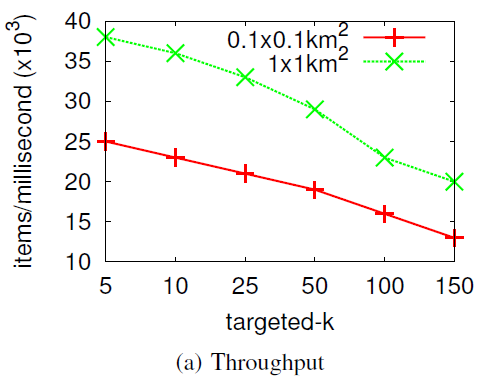 items/millisecond (x10³)
40
35
30
25
20
15
10
0.1x0.1km²
1x1km²
5 10 25 50 100 150
targeted-k
(a) Throughput